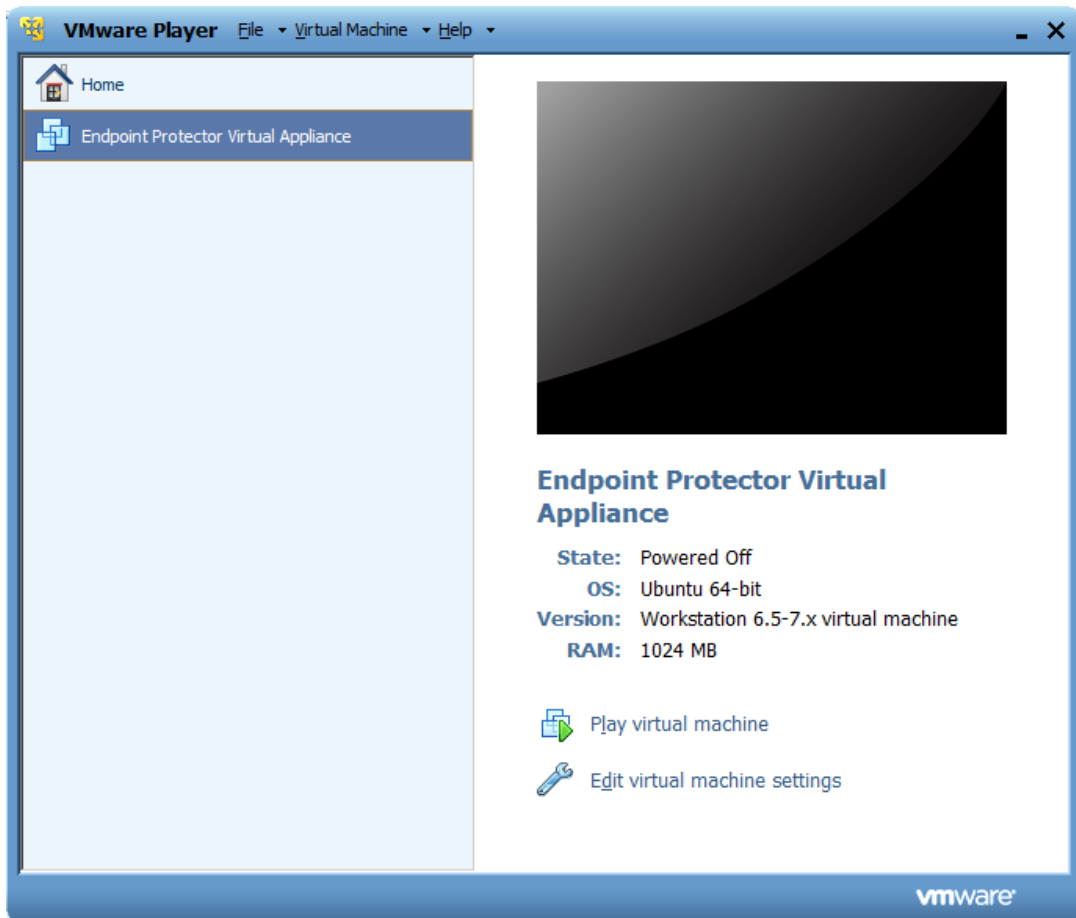 VMware Player File Virtual Machine Help
Home
Endpoint Protector Virtual Appliance
Endpoint Protector Virtual
Appliance
State: Powered Off
OS: Ubuntu 64-bit
Version: Workstation 6.5-7.x virtual machine
RAM: 1024 MB
Play virtual machine
Edit virtual machine settings
vmware